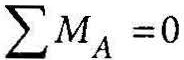 ∑ M_A = 0